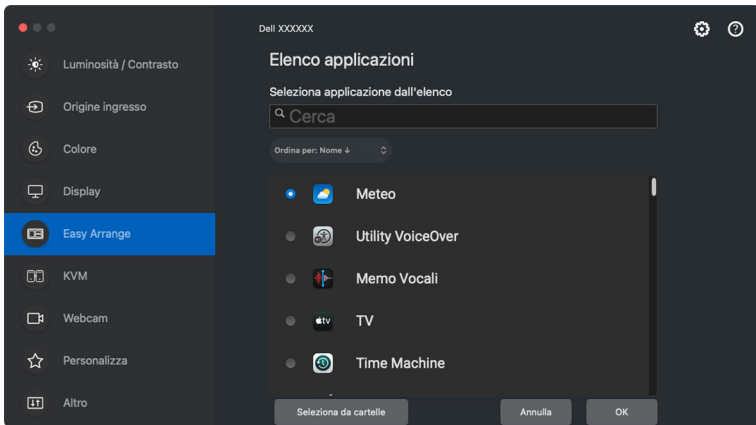 Dell XXXXXX
Elenco applicazioni
Seleziona applicazione dall'elenco
Cerca
Ordina per: Nome ↓
Luminosità / Contrasto
Origine ingresso
Colore
Display
Easy Arrange
KVM
Webcam
Personalizza
Altro
Meteo
Utility VoiceOver
Memo Vocali
tv TV
Time Machine
Seleziona da cartelle
Annulla
OK